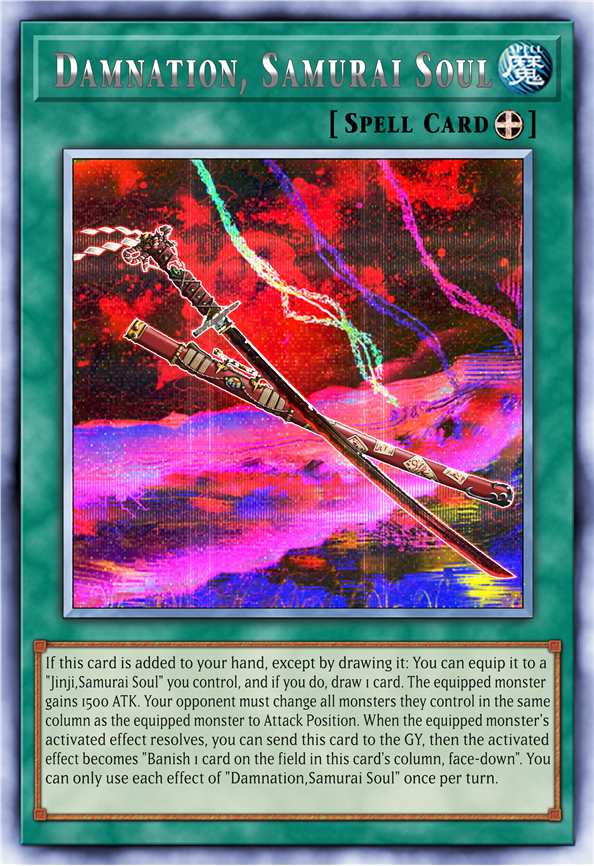 Damnation, Samurai Soul
SPELL
魔
[ Spell Card ]
If this card is added to your hand, except by drawing it: You can equip it to a
"Jinji,Samurai Soul" you control, and if you do, draw 1 card. The equipped monster
gains 1500 ATK. Your opponent must change all monsters they control in the same
column as the equipped monster to Attack Position. When the equipped monster's
activated effect resolves, you can send this card to the GY, then the activated
effect becomes "Banish 1 card on the field in this card's column, face-down". You
can only use each effect of "Damnation,Samurai Soul" once per turn.